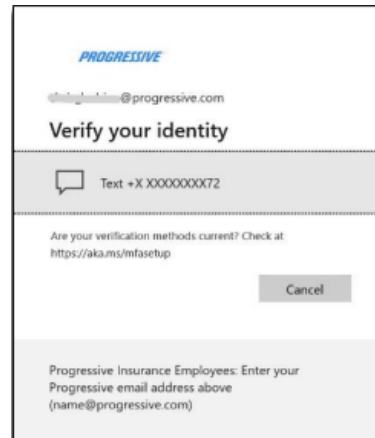 PROGRESSIVE
@progressive.com
Verify your identity
Text +X XXXXXXXX72
Are your verification methods current? Check at
https://aka.ms/mfasetup
Cancel
Progressive Insurance Employees: Enter your
Progressive email address above
(name@progressive.com)